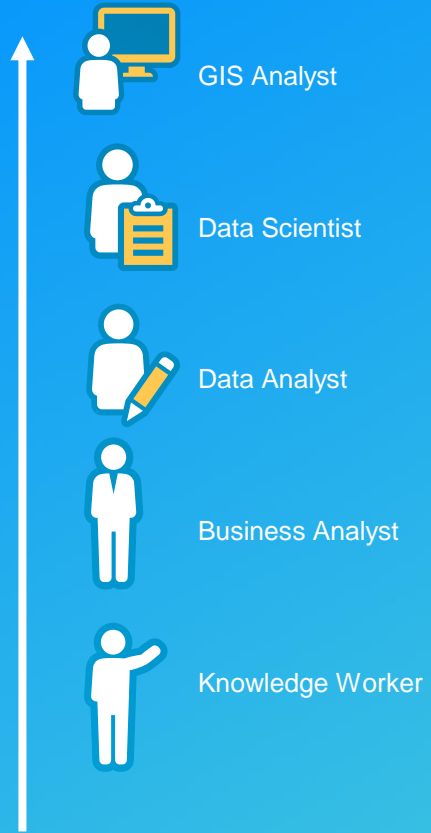 GIS Analyst
Data Scientist
Data Analyst
Business Analyst
Knowledge Worker